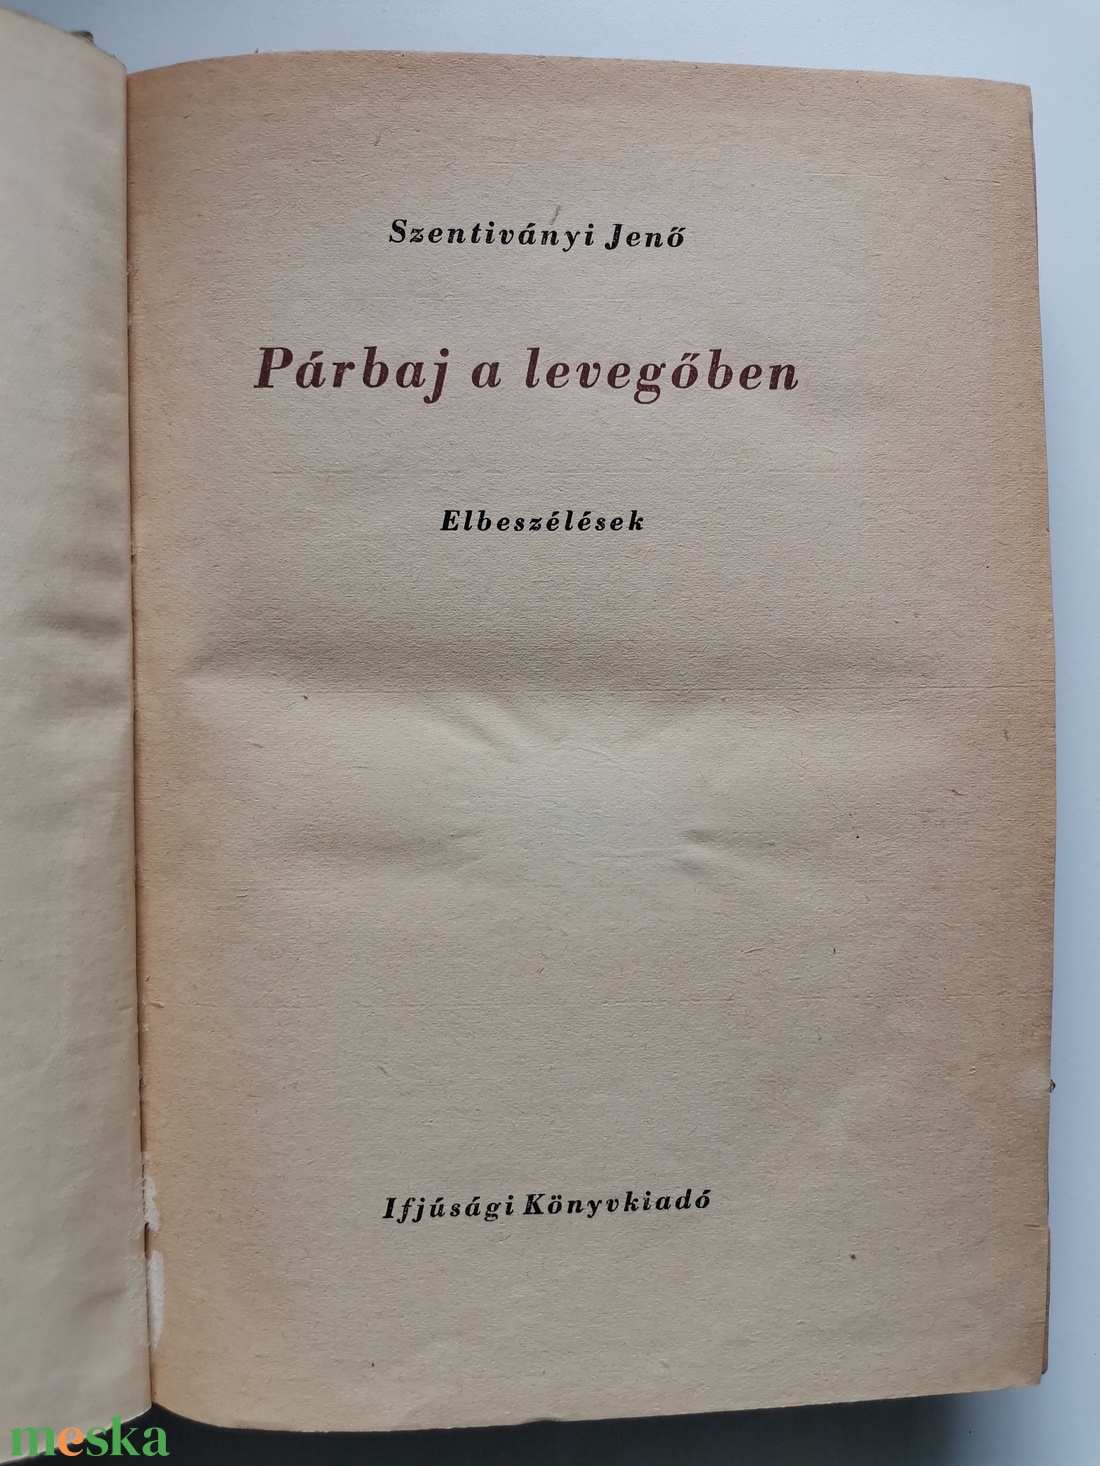 Szentiványi Jenő
Párbaj a levegőben
Elbeszélések
Ifjúsági Könyvkiadó
meska